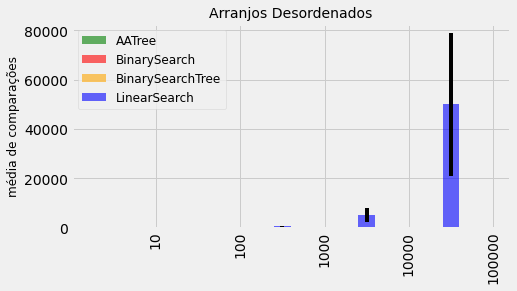 Arranjos Desordenados
média de comparações
80000
60000
40000
20000
0
AATree
BinarySearch
BinarySearchTree
LinearSearch
10
100
1000
10000
100000